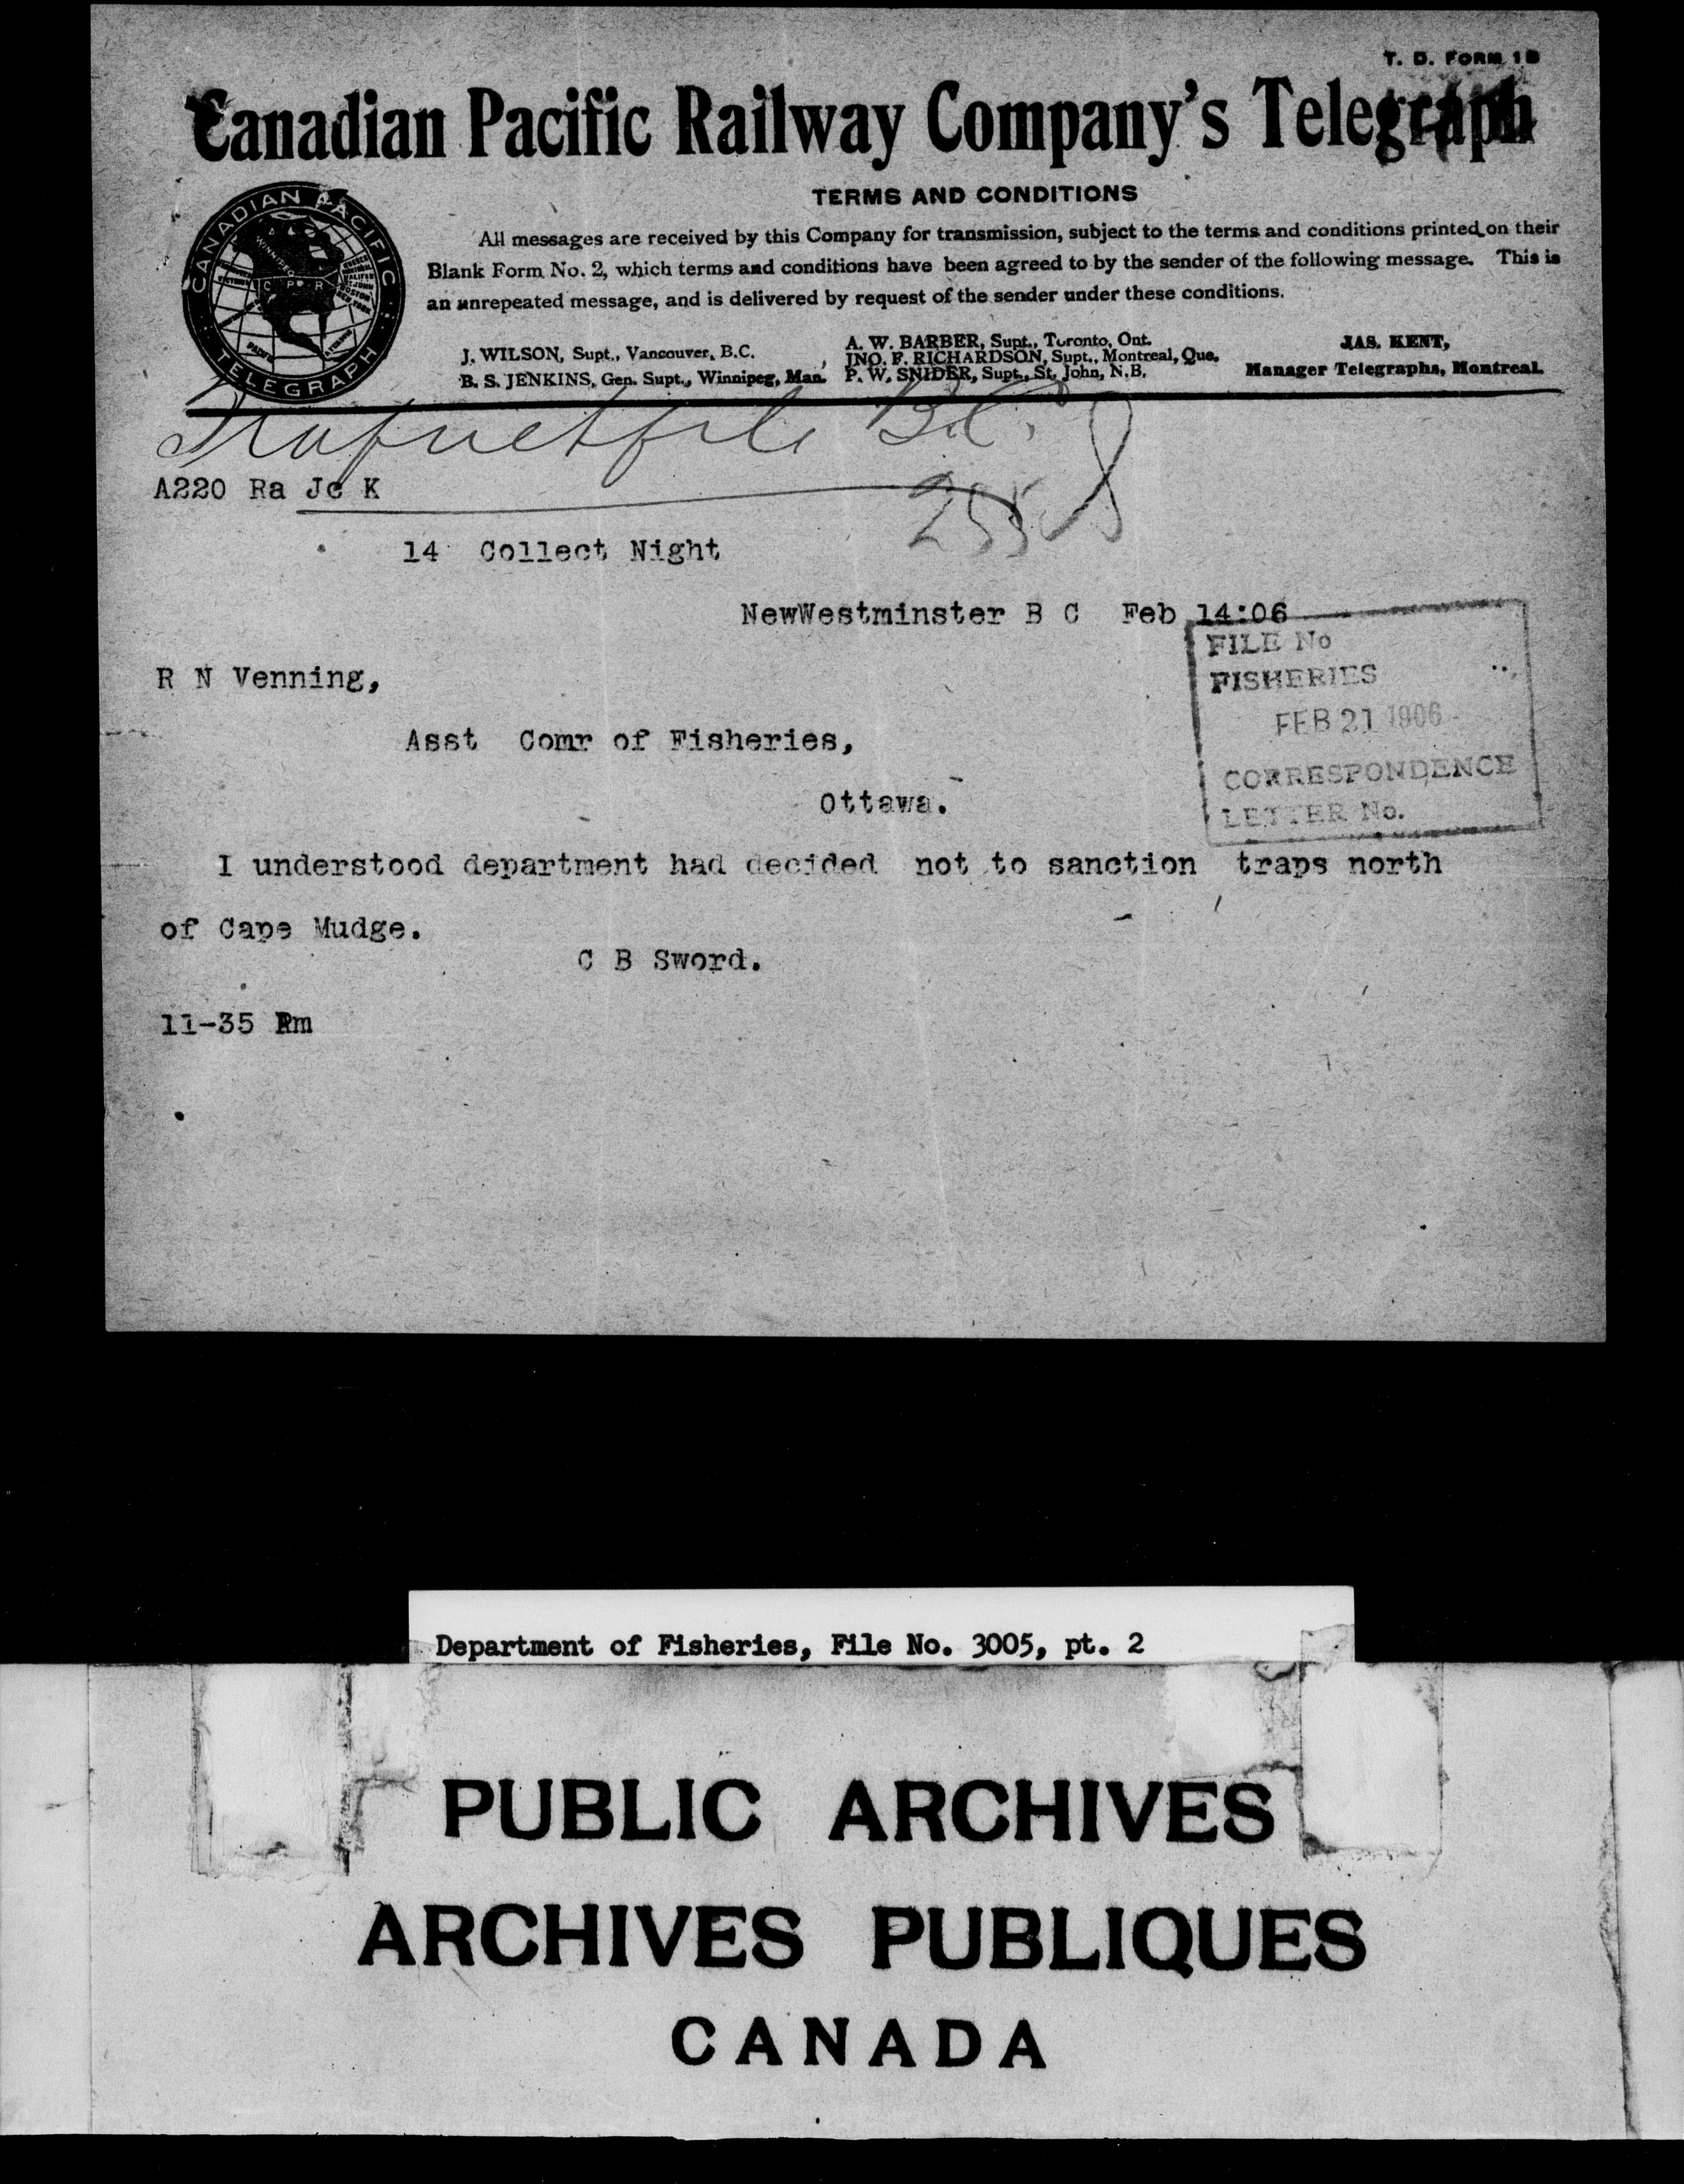 T. D. FORM 1B
Canadian Pacific Railway Company's Telegraph
TERMS AND CONDITIONS
All messages are received by this Company for transmission, subject to the terms and conditions printed on their
Blank Form No. 2, which terms and conditions have been agreed to by the sender of the following message. This is
an unrepeated message, and is delivered by request of the sender under these conditions.
CANADIAN PACIFIC
WINNIPEG
C P R
TELEGRAPH
J. WILSON, Supt., Vancouver, B.C.
B. S. JENKINS, Gen. Supt., Winnipeg, Man.
A. W. BARBER, Supt., Toronto, Ont.
JNO. F. RICHARDSON, Supt., Montreal, Que.
P. W. SNIDER, Supt., St. John, N.B.
JAS. KENT,
Manager Telegraphs, Montreal.
Trapnet file B.C.
A220 Ra Jc K
14 Collect Night
NewWestminster B C Feb 14:06
FILE No
FISHERIES
FEB 21 1906
CORRESPONDENCE
LETTER No.
R N Venning,
Asst Comr of Fisheries,
Ottawa.
I understood department had decided not to sanction traps north
of Cape Mudge.
C B Sword.
11-35 Pm
Department of Fisheries, File No. 3005, pt. 2
PUBLIC ARCHIVES
ARCHIVES PUBLIQUES
CANADA